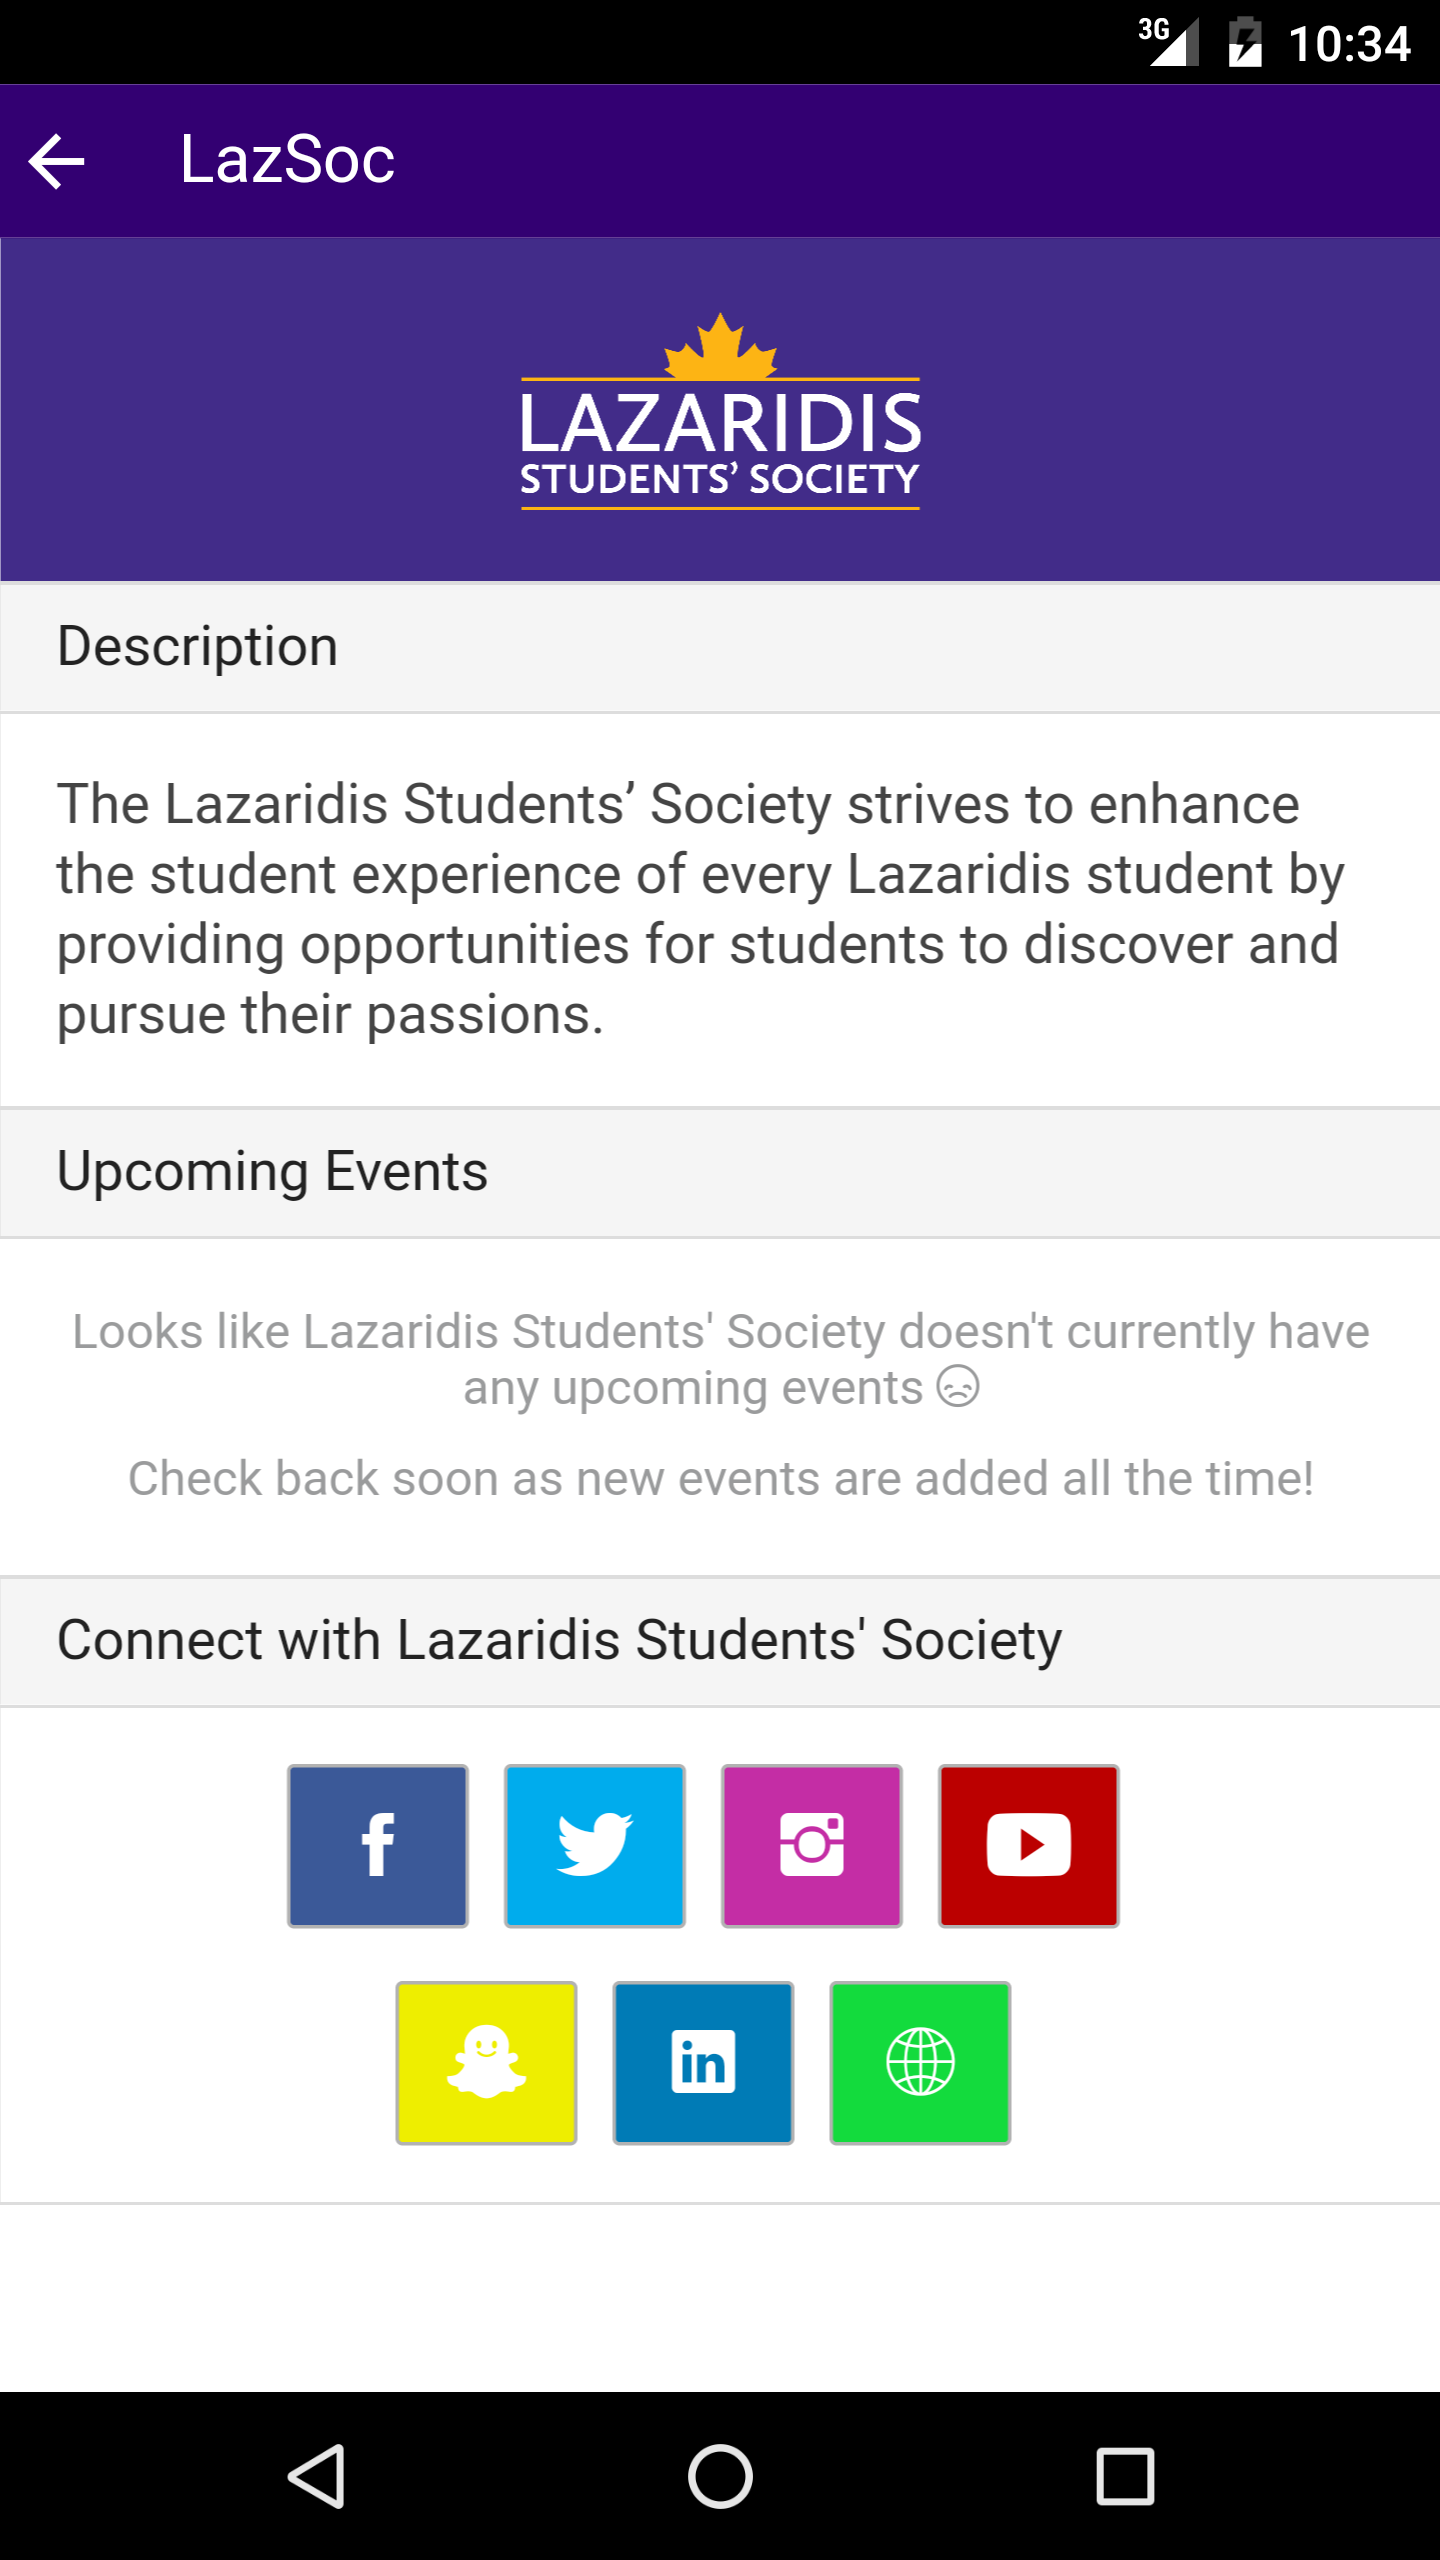 3G 10:34
LazSoc
LAZARIDIS
STUDENTS’ SOCIETY
Description
The Lazaridis Students’ Society strives to enhance
the student experience of every Lazaridis student by
providing opportunities for students to discover and
pursue their passions.
Upcoming Events
Looks like Lazaridis Students' Society doesn't currently have
any upcoming events
Check back soon as new events are added all the time!
Connect with Lazaridis Students' Society
f
in